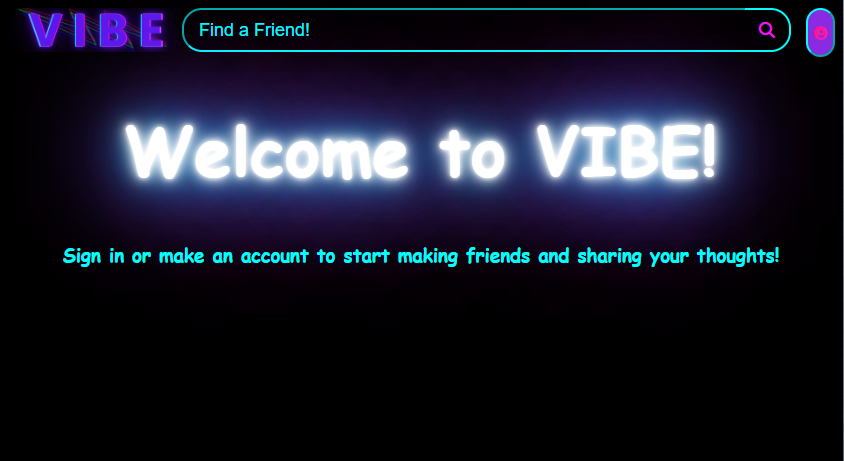 VIBE
Find a Friend!
Welcome to VIBE!
Sign in or make an account to start making friends and sharing your thoughts!